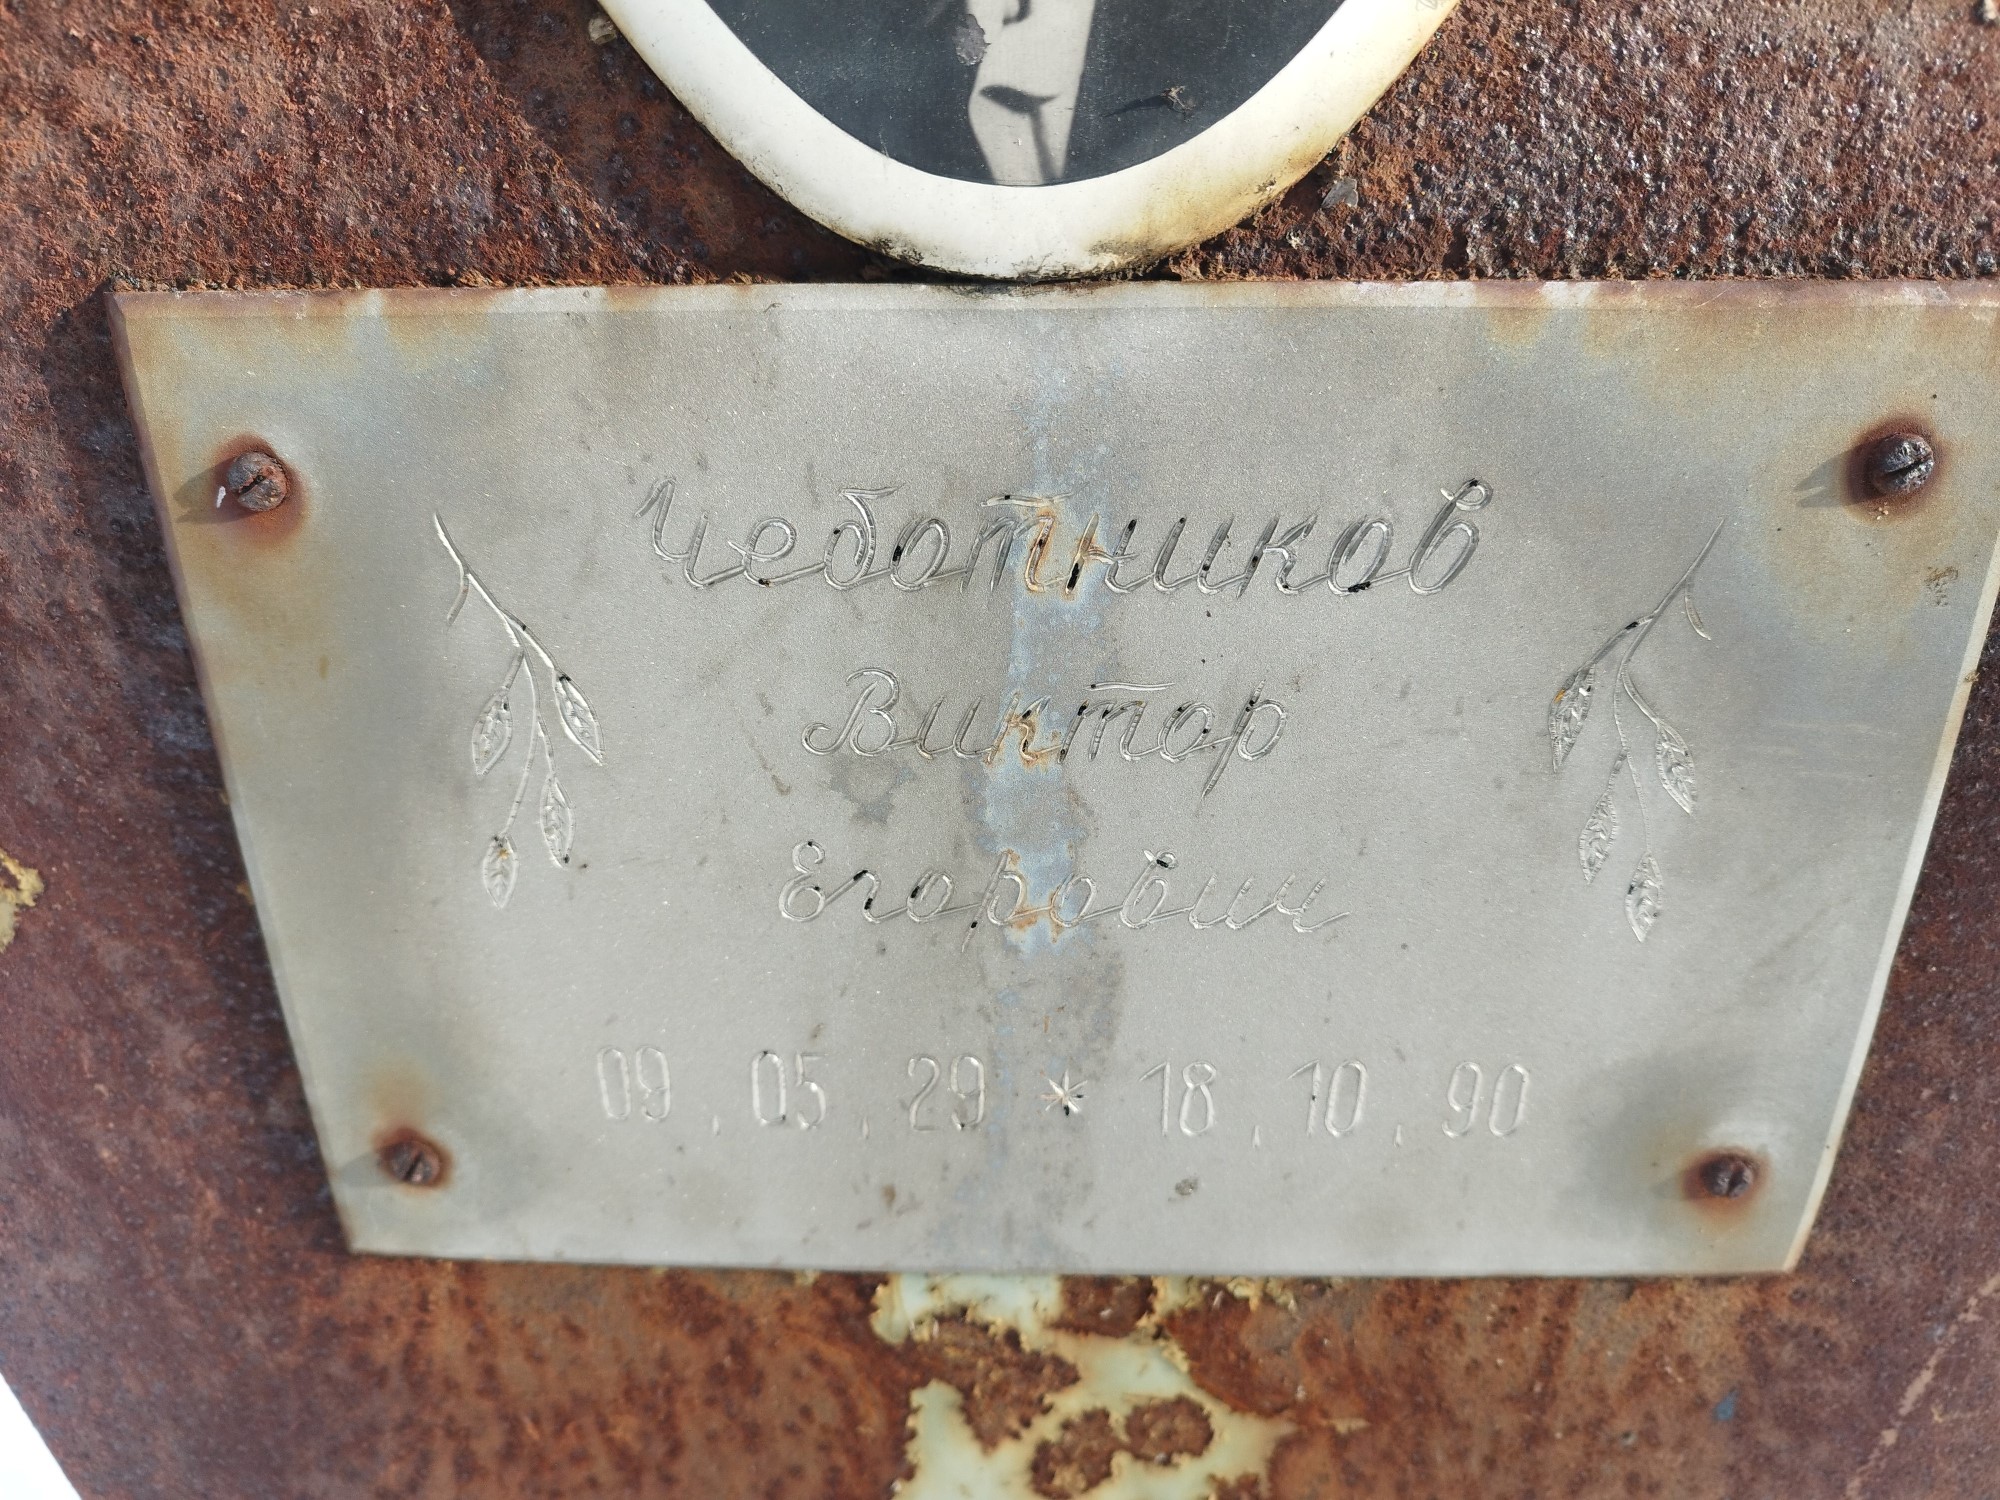 Чеботников
Виктор
Егорович
09.05.29 * 18.10.90